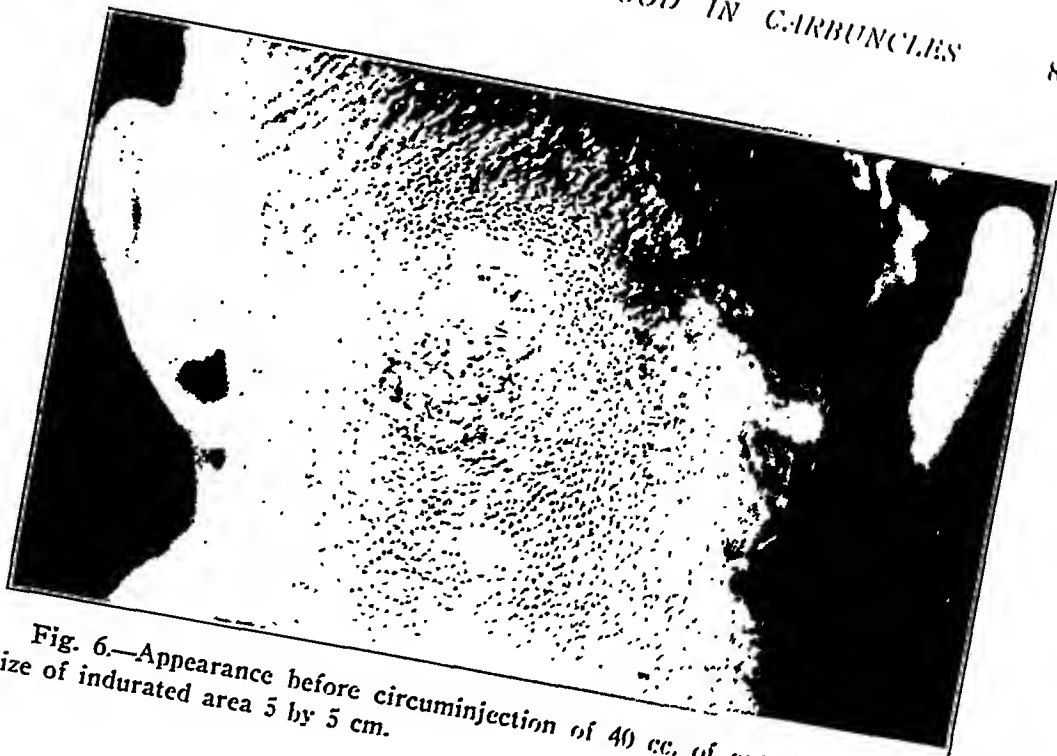 IN CARBUNCLES
Fig. 6.—Appearance before circuminjection of 40 cc. of
ize of indurated area 5 by 5 cm.